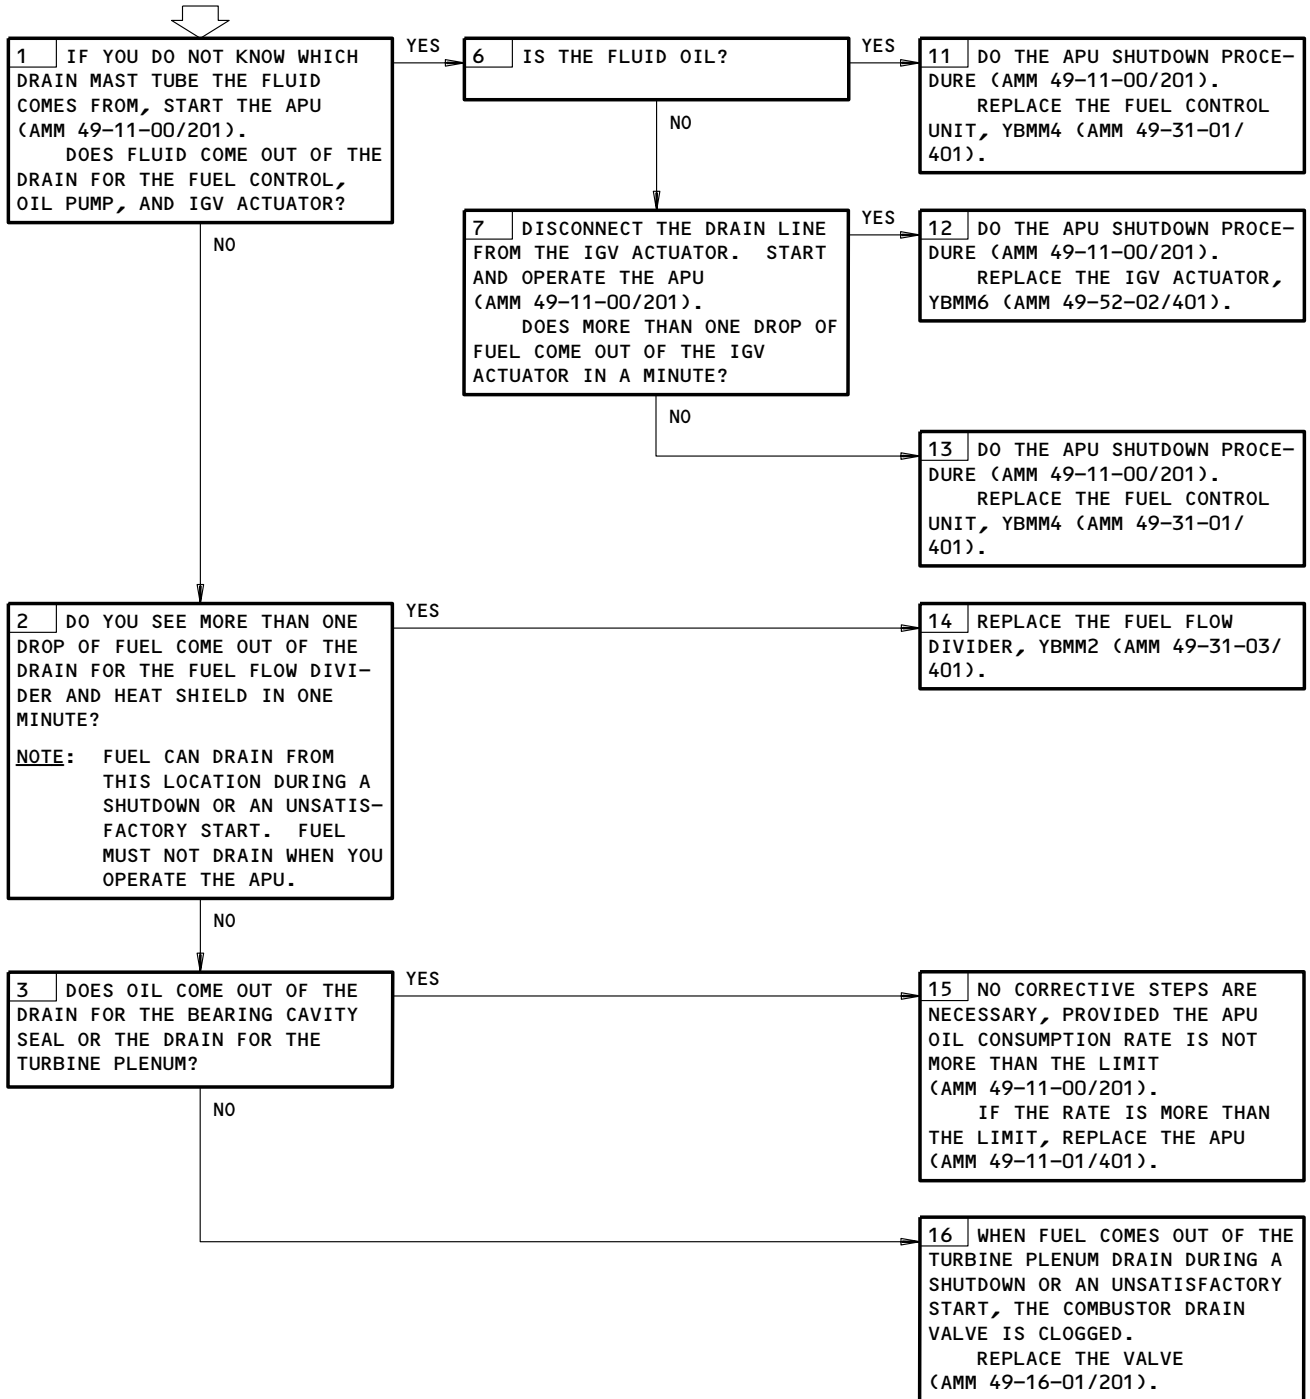 1 IF YOU DO NOT KNOW WHICH
DRAIN MAST TUBE THE FLUID
COMES FROM, START THE APU
(AMM 49-11-00/201).
DOES FLUID COME OUT OF THE
DRAIN FOR THE FUEL CONTROL,
OIL PUMP, AND IGV ACTUATOR?
YES
NO
6 IS THE FLUID OIL?
YES
NO
11 DO THE APU SHUTDOWN PROCE-
DURE (AMM 49-11-00/201).
REPLACE THE FUEL CONTROL
UNIT, YBMM4 (AMM 49-31-01/
401).
7 DISCONNECT THE DRAIN LINE
FROM THE IGV ACTUATOR. START
AND OPERATE THE APU
(AMM 49-11-00/201).
DOES MORE THAN ONE DROP OF
FUEL COME OUT OF THE IGV
ACTUATOR IN A MINUTE?
YES
NO
12 DO THE APU SHUTDOWN PROCE-
DURE (AMM 49-11-00/201).
REPLACE THE IGV ACTUATOR,
YBMM6 (AMM 49-52-02/401).
13 DO THE APU SHUTDOWN PROCE-
DURE (AMM 49-11-00/201).
REPLACE THE FUEL CONTROL
UNIT, YBMM4 (AMM 49-31-01/
401).
2 DO YOU SEE MORE THAN ONE
DROP OF FUEL COME OUT OF THE
DRAIN FOR THE FUEL FLOW DIVI-
DER AND HEAT SHIELD IN ONE
MINUTE?
NOTE: FUEL CAN DRAIN FROM
THIS LOCATION DURING A
SHUTDOWN OR AN UNSATIS-
FACTORY START. FUEL
MUST NOT DRAIN WHEN YOU
OPERATE THE APU.
YES
NO
14 REPLACE THE FUEL FLOW
DIVIDER, YBMM2 (AMM 49-31-03/
401).
3 DOES OIL COME OUT OF THE
DRAIN FOR THE BEARING CAVITY
SEAL OR THE DRAIN FOR THE
TURBINE PLENUM?
YES
NO
15 NO CORRECTIVE STEPS ARE
NECESSARY, PROVIDED THE APU
OIL CONSUMPTION RATE IS NOT
MORE THAN THE LIMIT
(AMM 49-11-00/201).
IF THE RATE IS MORE THAN
THE LIMIT, REPLACE THE APU
(AMM 49-11-01/401).
16 WHEN FUEL COMES OUT OF THE
TURBINE PLENUM DRAIN DURING A
SHUTDOWN OR AN UNSATISFACTORY
START, THE COMBUSTOR DRAIN
VALVE IS CLOGGED.
REPLACE THE VALVE
(AMM 49-16-01/201).